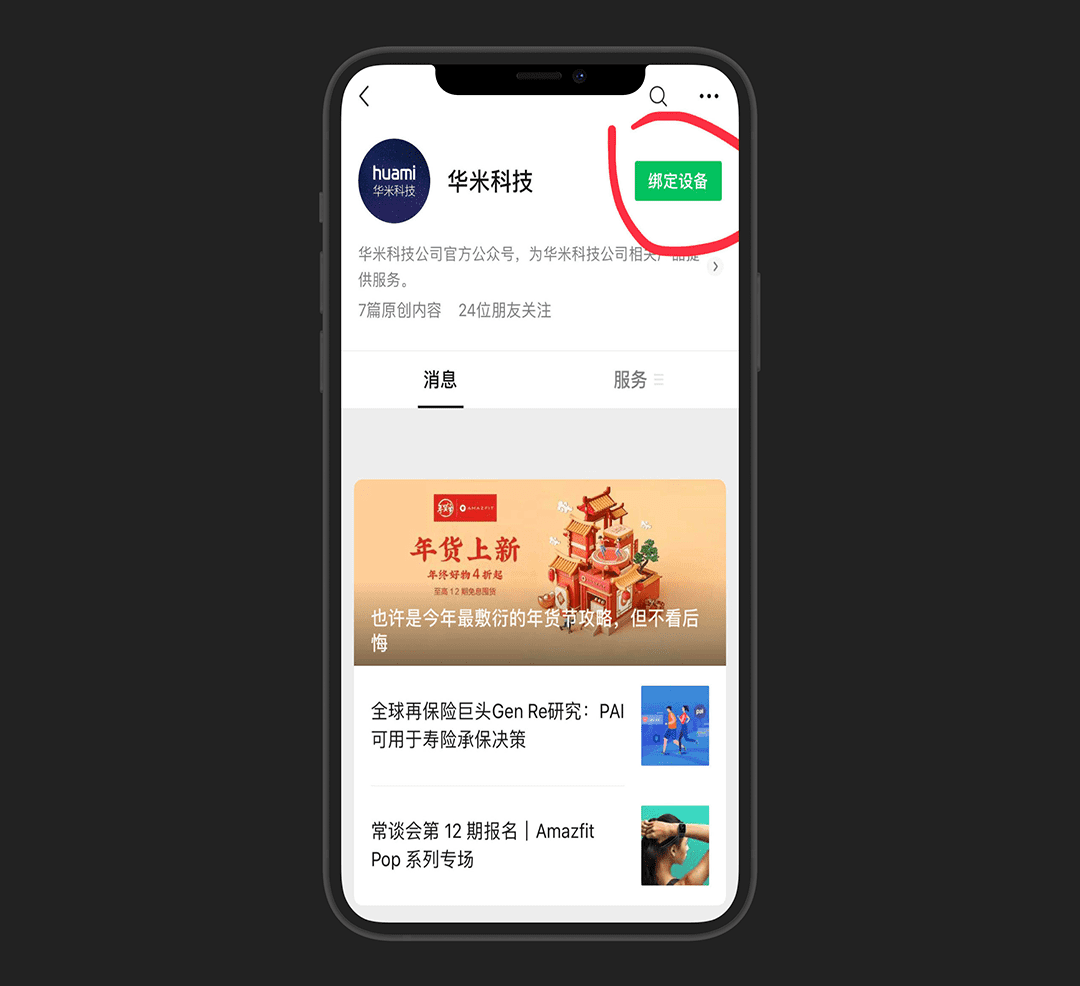 huami
华米科技
华米科技
绑定设备
华米科技公司官方公众号，为华米科技公司相关产品提
供服务。
7篇原创内容 24位朋友关注
消息
服务
AMAZFIT
年货上新
年终好物4折起
至高12期免息囤货
也许是今年最敷衍的年货节攻略，但不看后
悔
全球再保险巨头Gen Re研究：PAI
可用于寿险承保决策
常谈会第 12 期报名｜Amazfit
Pop 系列专场